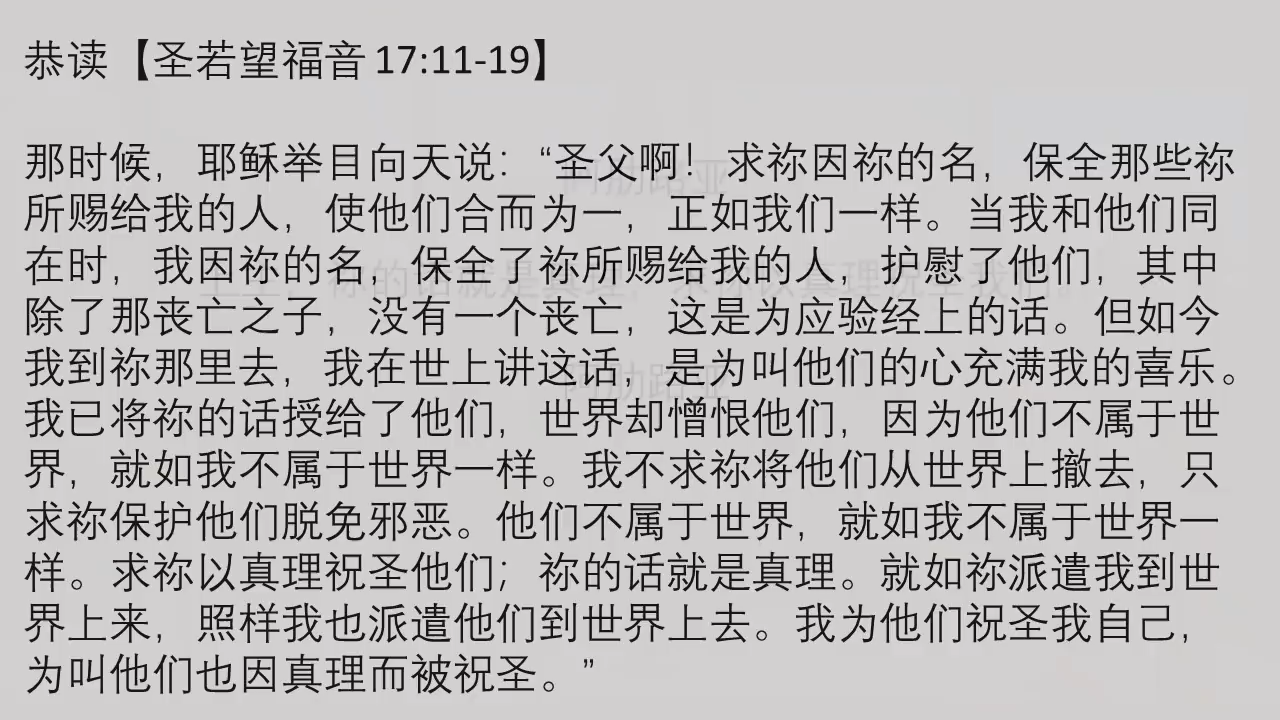 恭读【圣若望福音 17:11-19】
那时候，耶稣举目向天说：“圣父啊！求祢因祢的名，保全那些祢
所赐给我的人，使他们合而为一，正如我们一样。当我和他们同
在时，我因祢的名，保全了祢所赐给我的人，护慰了他们，其中
除了那丧亡之子，没有一个丧亡，这是为应验经上的话。但如今
我到祢那里去，我在世上讲这话，是为叫他们的心充满我的喜乐。
我已将祢的话授给了他们，世界却憎恨他们，因为他们不属于世
界，就如我不属于世界一样。我不求祢将他们从世界上撤去，只
求祢保护他们脱免邪恶。他们不属于世界，就如我不属于世界一
样。求祢以真理祝圣他们；祢的话就是真理。就如祢派遣我到世
界上来，照样我也派遣他们到世界上去。我为他们祝圣我自己，
为叫他们也因真理而被祝圣。”